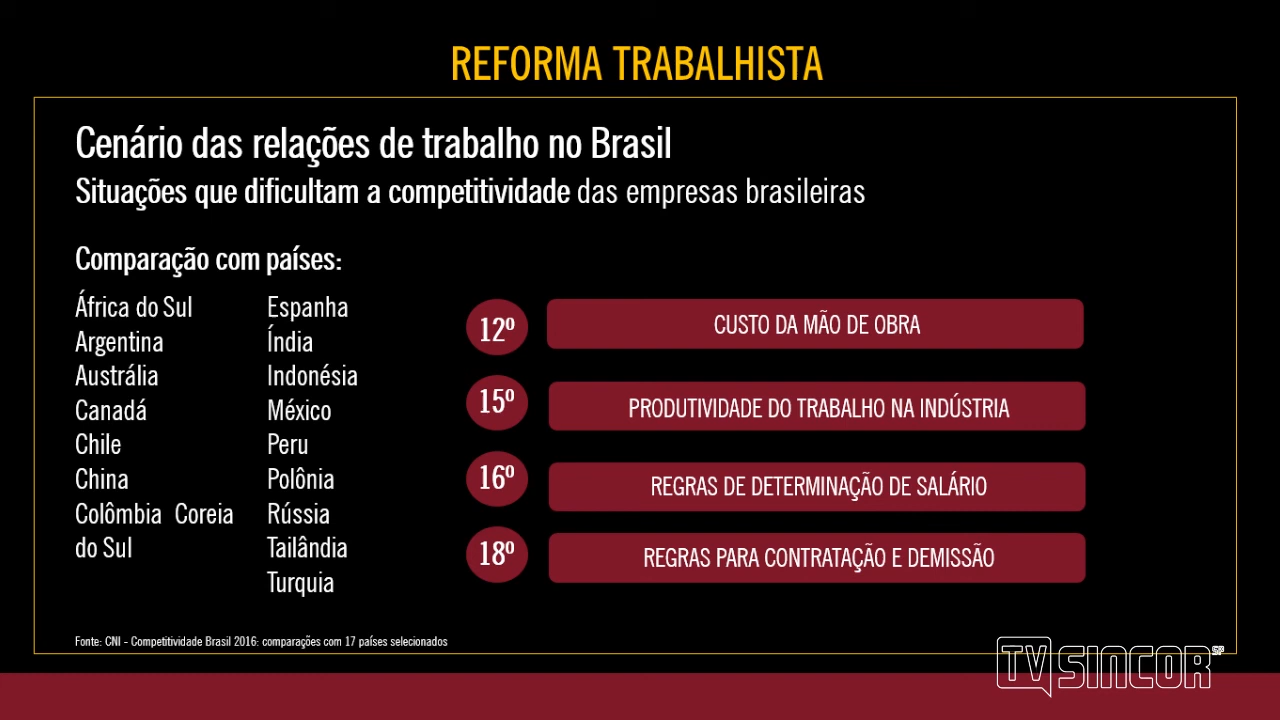 REFORMA TRABALHISTA
Cenário das relações de trabalho no Brasil
Situações que dificultam a competitividade das empresas brasileiras
Comparação com países:
África do Sul
Argentina
Austrália
Canadá
Chile
China
Colômbia Coreia
do Sul
Espanha
Índia
Indonésia
México
Peru
Polônia
Rússia
Tailândia
Turquia
12º CUSTO DA MÃO DE OBRA
15º PRODUTIVIDADE DO TRABALHO NA INDÚSTRIA
16º REGRAS DE DETERMINAÇÃO DE SALÁRIO
18º REGRAS PARA CONTRATAÇÃO E DEMISSÃO
Fonte: CNI - Competitividade Brasil 2016: comparações com 17 países selecionados
TV SINCOR SP